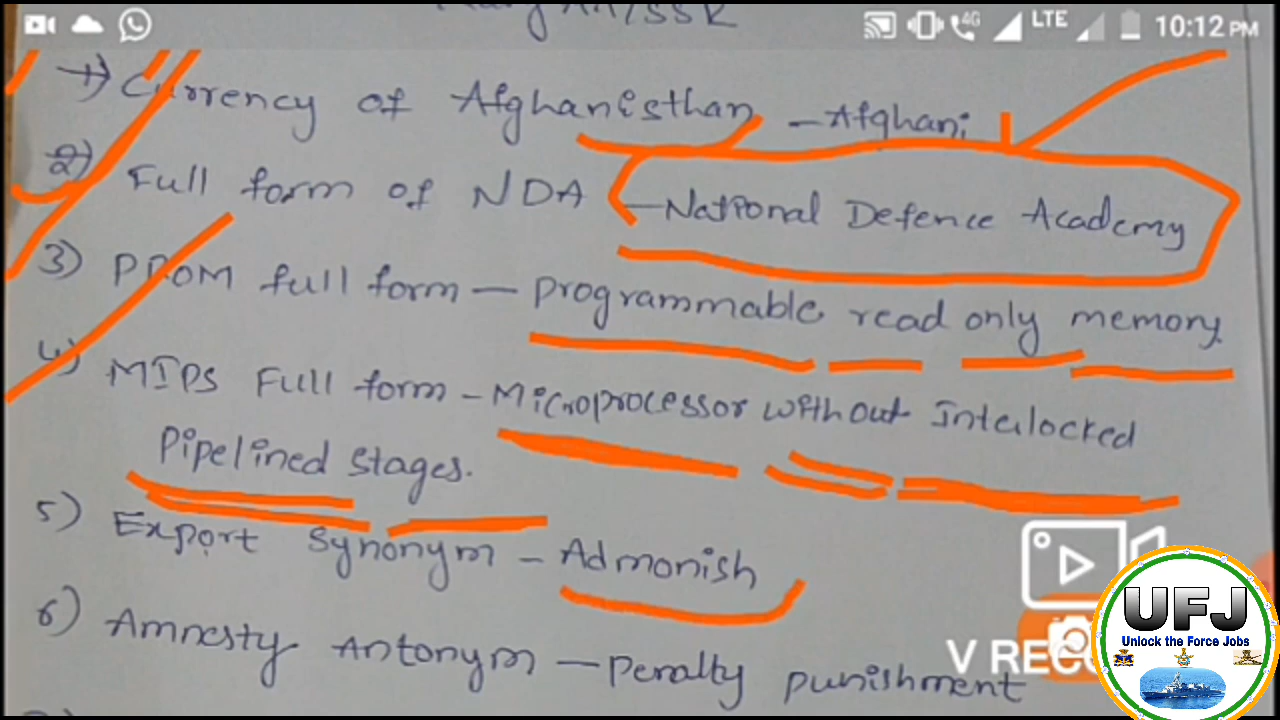 LTE 10:12 PM
1) Currency of Afghanisthan - Afghani
2) Full form of NDA - National Defence Academy
3) PROM full form - programmable read only memory
4) MIPS Full form - Microprocessor without Interlocked
Pipelined stages.
5) Export Synonym - Admonish
6) Amnesty Antonym - penalty punishment
V REC
UFJ
Unlock the Force Jobs